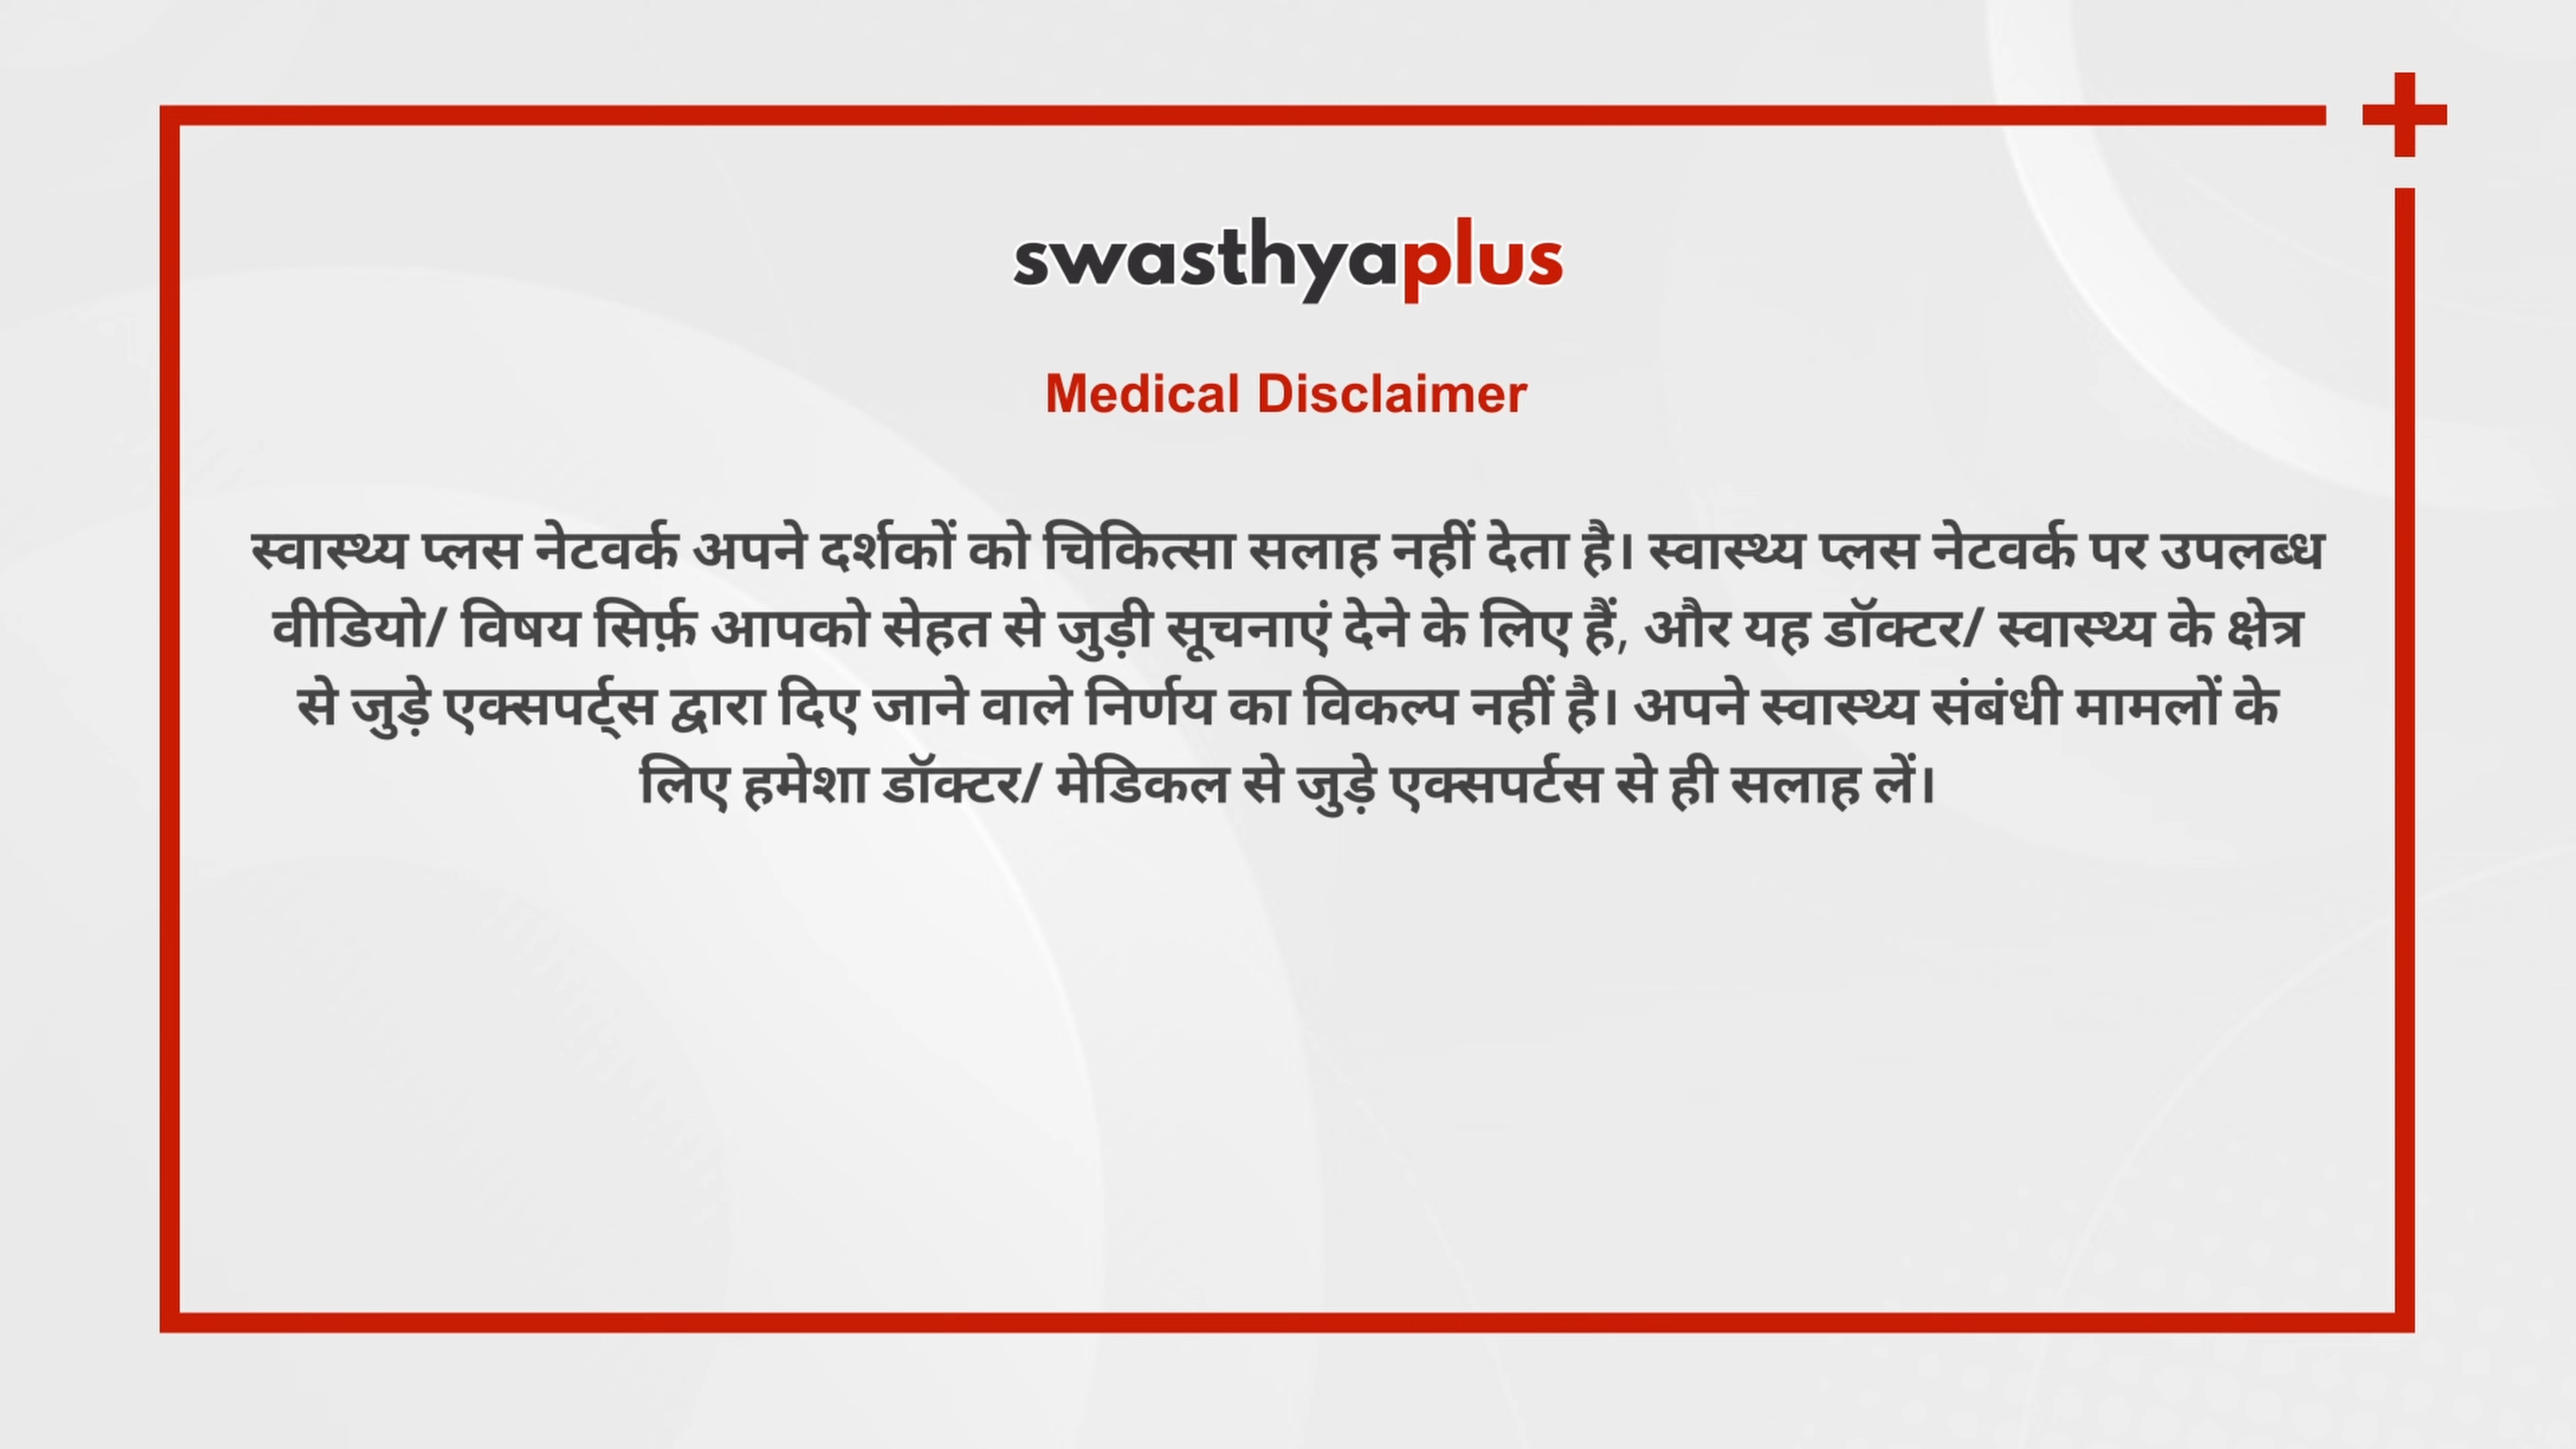 swasthyaplus
Medical Disclaimer
स्वास्थ्य प्लस नेटवर्क अपने दर्शकों को चिकित्सा सलाह नहीं देता है। स्वास्थ्य प्लस नेटवर्क पर उपलब्ध
वीडियो/ विषय सिर्फ़ आपको सेहत से जुड़ी सूचनाएं देने के लिए हैं, और यह डॉक्टर/ स्वास्थ्य के क्षेत्र
से जुड़े एक्सपर्ट्स द्वारा दिए जाने वाले निर्णय का विकल्प नहीं है। अपने स्वास्थ्य संबंधी मामलों के
लिए हमेशा डॉक्टर/ मेडिकल से जुड़े एक्सपर्टस से ही सलाह लें।